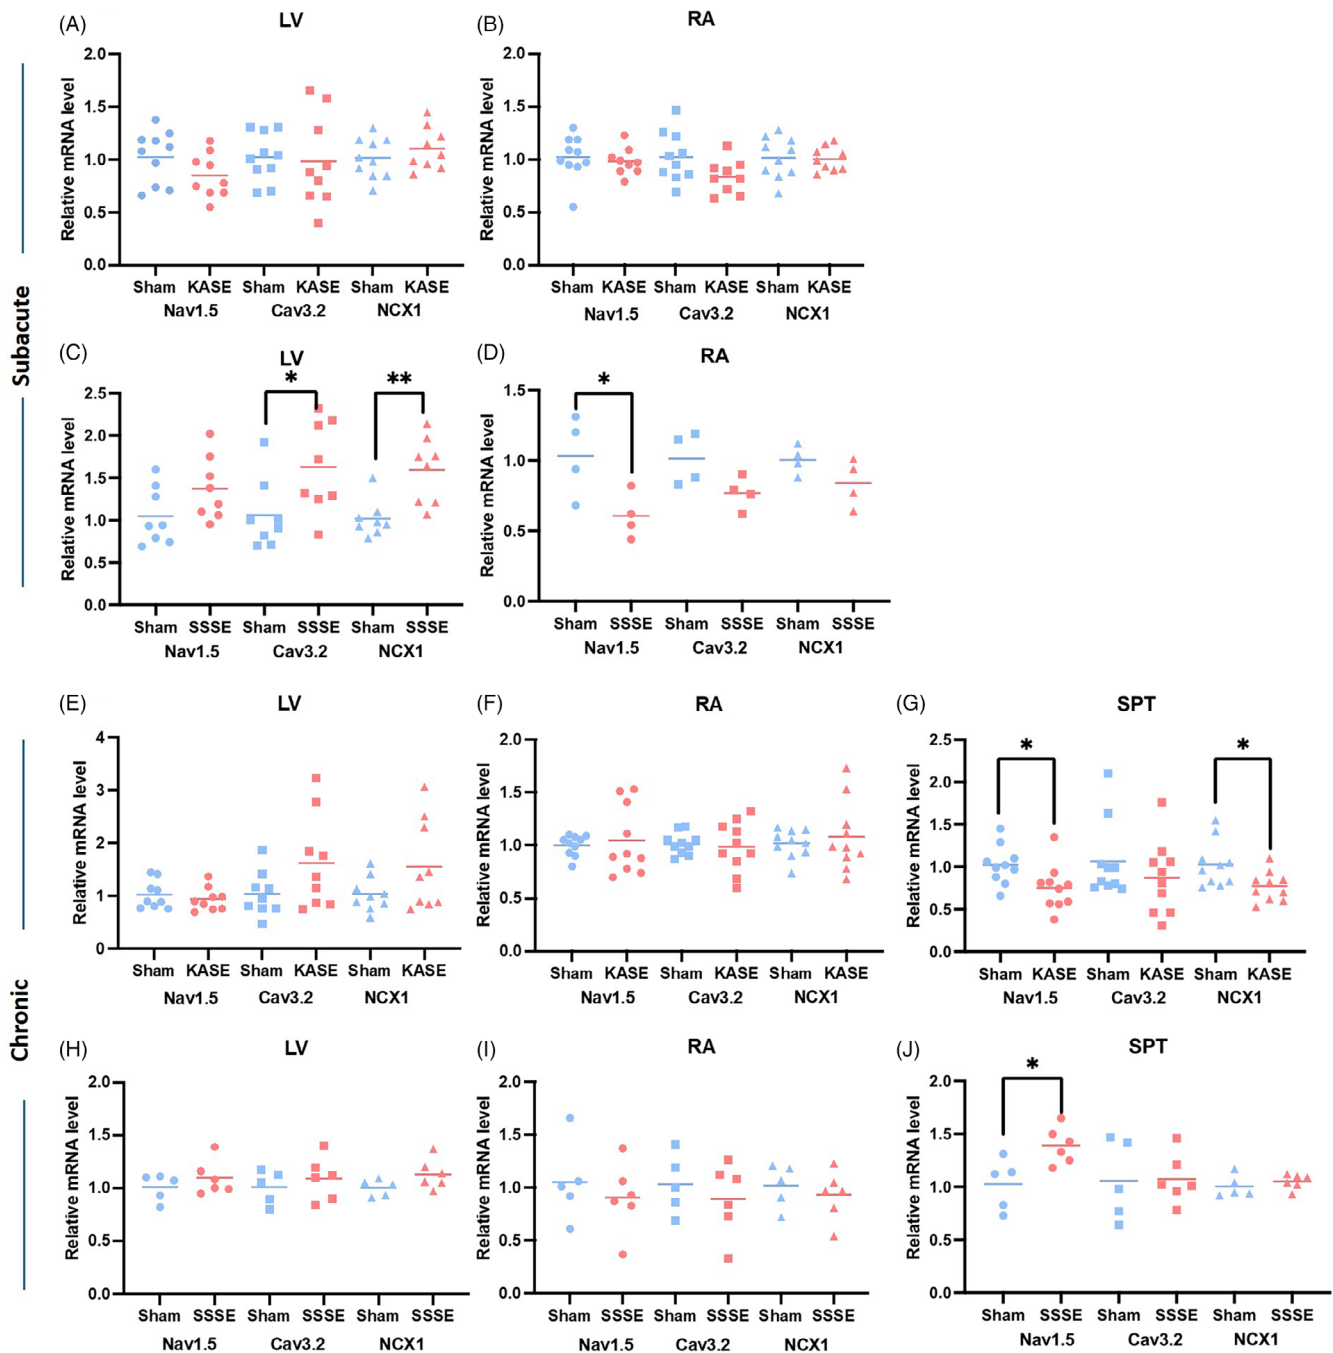 Subacute
(A) LV
Relative mRNA level
2.0
1.5
1.0
0.5
0.0
Sham KASE Sham KASE Sham KASE
Nav1.5 Cav3.2 NCX1
(B) RA
Relative mRNA level
2.0
1.5
1.0
0.5
0.0
Sham KASE Sham KASE Sham KASE
Nav1.5 Cav3.2 NCX1
(C) LV
* **
Relative mRNA level
2.5
2.0
1.5
1.0
0.5
0.0
Sham SSSE Sham SSSE Sham SSSE
Nav1.5 Cav3.2 NCX1
(D) RA
*
Relative mRNA level
1.5
1.0
0.5
0.0
Sham SSSE Sham SSSE Sham SSSE
Nav1.5 Cav3.2 NCX1
Chronic
(E) LV
Relative mRNA level
4
3
2
1
0
Sham KASE Sham KASE Sham KASE
Nav1.5 Cav3.2 NCX1
(F) RA
Relative mRNA level
2.0
1.5
1.0
0.5
0.0
Sham KASE Sham KASE Sham KASE
Nav1.5 Cav3.2 NCX1
(G) SPT
* *
Relative mRNA level
2.5
2.0
1.5
1.0
0.5
0.0
Sham KASE Sham KASE Sham KASE
Nav1.5 Cav3.2 NCX1
(H) LV
Relative mRNA level
2.0
1.5
1.0
0.5
0.0
Sham SSSE Sham SSSE Sham SSSE
Nav1.5 Cav3.2 NCX1
(I) RA
Relative mRNA level
2.0
1.5
1.0
0.5
0.0
Sham SSSE Sham SSSE Sham SSSE
Nav1.5 Cav3.2 NCX1
(J) SPT
*
Relative mRNA level
2.0
1.5
1.0
0.5
0.0
Sham SSSE Sham SSSE Sham SSSE
Nav1.5 Cav3.2 NCX1